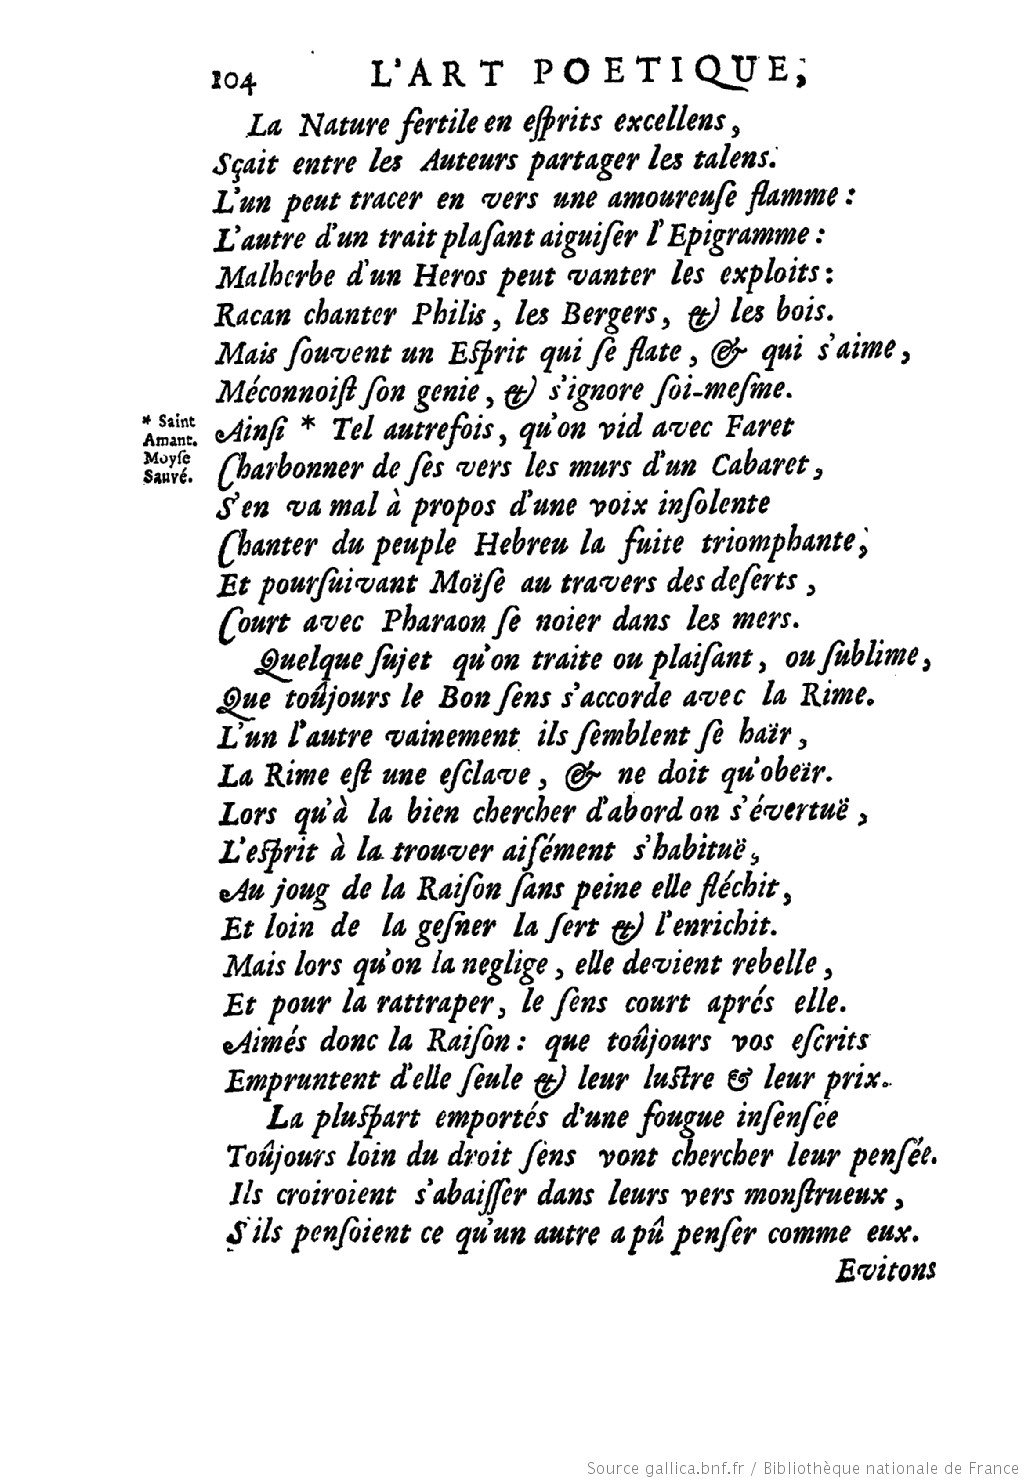 104 L'ART POETIQUE,
La Nature fertile en eſprits excellens,
Sçait entre les Auteurs partager les talens.
L'un peut tracer en vers une amoureuſe flamme:
L'autre d'un trait plaſant aiguiſer l'Epigramme:
Malherbe d'un Heros peut vanter les exploits:
Racan chanter Philis, les Bergers, & les bois.
Mais ſouvent un Eſprit qui ſe flate, & qui s'aime,
Méconnoiſt ſon genie, & s'ignore ſoi-meſme.
* Saint
Amant.
Moyſe
Sauvé.
Ainſi * Tel autrefois, qu'on vid avec Faret
Charbonner de ſes vers les murs d'un Cabaret,
S'en va mal à propos d'une voix inſolente
Chanter du peuple Hebreu la fuite triomphante,
Et pourſuivant Moïſe au travers des deſerts,
Court avec Pharaon ſe noier dans les mers.
Quelque ſujet qu'on traite ou plaiſant, ou ſublime,
Que toûjours le Bon ſens s'accorde avec la Rime.
L'un l'autre vainement ils ſemblent ſe haïr,
La Rime eſt une eſclave, & ne doit qu'obeïr.
Lors qu'à la bien chercher d'abord on s'évertuë,
L'eſprit à la trouver aiſément s'habituë,
Au joug de la Raiſon ſans peine elle fléchit,
Et loin de la geſner la ſert & l'enrichit.
Mais lors qu'on la neglige, elle devient rebelle,
Et pour la rattraper, le ſens court aprés elle.
Aimés donc la Raiſon: que toûjours vos eſcrits
Empruntent d'elle ſeule & leur luſtre & leur prix.
La pluſpart emportés d'une fougue inſenſée
Toûjours loin du droit ſens vont chercher leur penſée.
Ils croiroient s'abaiſſer dans leurs vers monſtrueux,
S'ils penſoient ce qu'un autre a pû penſer comme eux.
Evitons
Source gallica.bnf.fr / Bibliothèque nationale de France